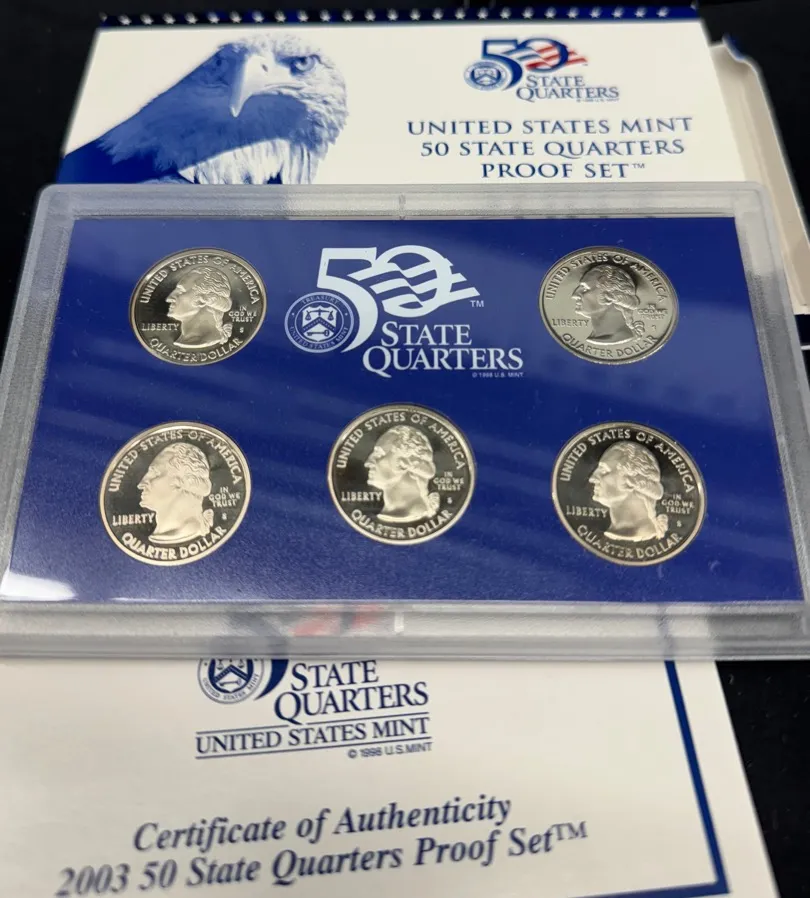 50
STATE
QUARTERS
UNITED STATES MINT
50 STATE QUARTERS
PROOF SET™
UNITED STATES OF AMERICA
LIBERTY
IN
GOD WE
TRUST
S
QUARTER DOLLAR
50™
STATE
QUARTERS
© 1998 U.S. MINT
UNITED STATES OF AMERICA
LIBERTY
IN
GOD WE
TRUST
QUARTER DOLLAR
UNITED STATES OF AMERICA
LIBERTY
IN
GOD WE
TRUST
S
QUARTER DOLLAR
UNITED STATES OF AMERICA
LIBERTY
IN
GOD WE
TRUST
S
QUARTER DOLLAR
UNITED STATES OF AMERICA
LIBERTY
IN
GOD WE
TRUST
S
QUARTER DOLLAR
STATE
QUARTERS
UNITED STATES MINT
© 1998 U.S. MINT
Certificate of Authenticity
2003 50 State Quarters Proof Set™